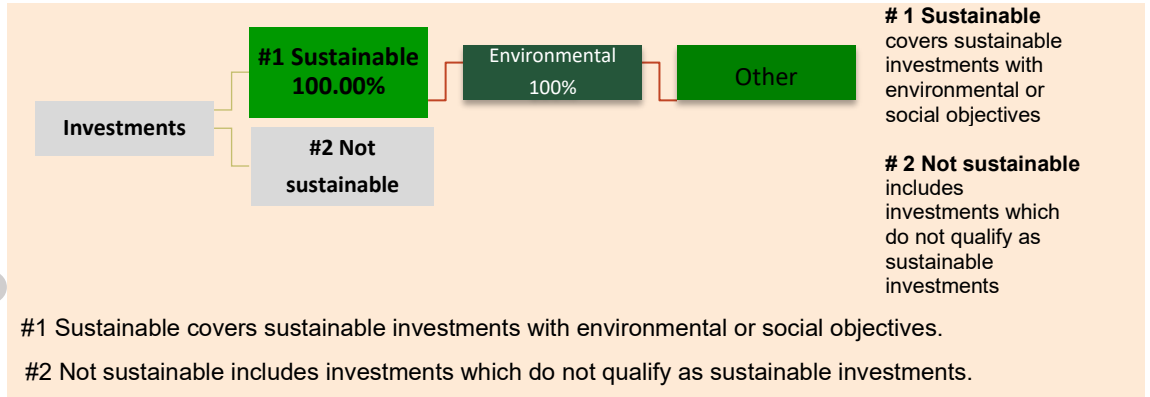 Investments
#1 Sustainable
100.00%
#2 Not
sustainable
Environmental
100%
Other
# 1 Sustainable
covers sustainable
investments with
environmental or
social objectives
# 2 Not sustainable
includes
investments which
do not qualify as
sustainable
investments
#1 Sustainable covers sustainable investments with environmental or social objectives.
#2 Not sustainable includes investments which do not qualify as sustainable investments.